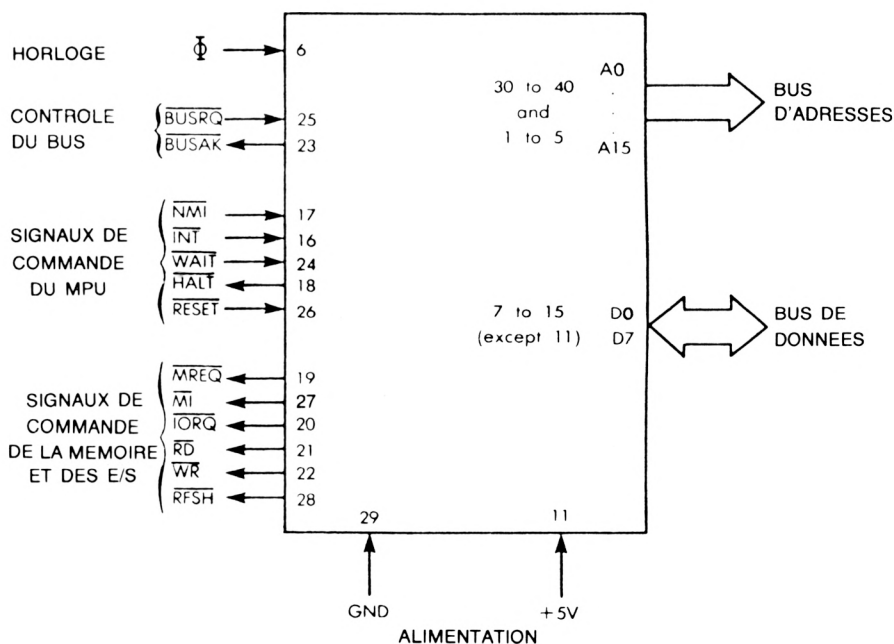 HORLOGE Φ 6
CONTROLE DU BUS
BUSRQ 25
BUSAK 23
SIGNAUX DE COMMANDE DU MPU
NMI 17
INT 16
WAIT 24
HALT 18
RESET 26
SIGNAUX DE COMMANDE DE LA MEMOIRE ET DES E/S
MREQ 19
MI 27
IORQ 20
RD 21
WR 22
RFSH 28
30 to 40
and
1 to 5
A0
.
.
.
A15
BUS
D'ADRESSES
7 to 15 D0
(except 11) D7
BUS DE
DONNEES
29 11
GND +5V
ALIMENTATION